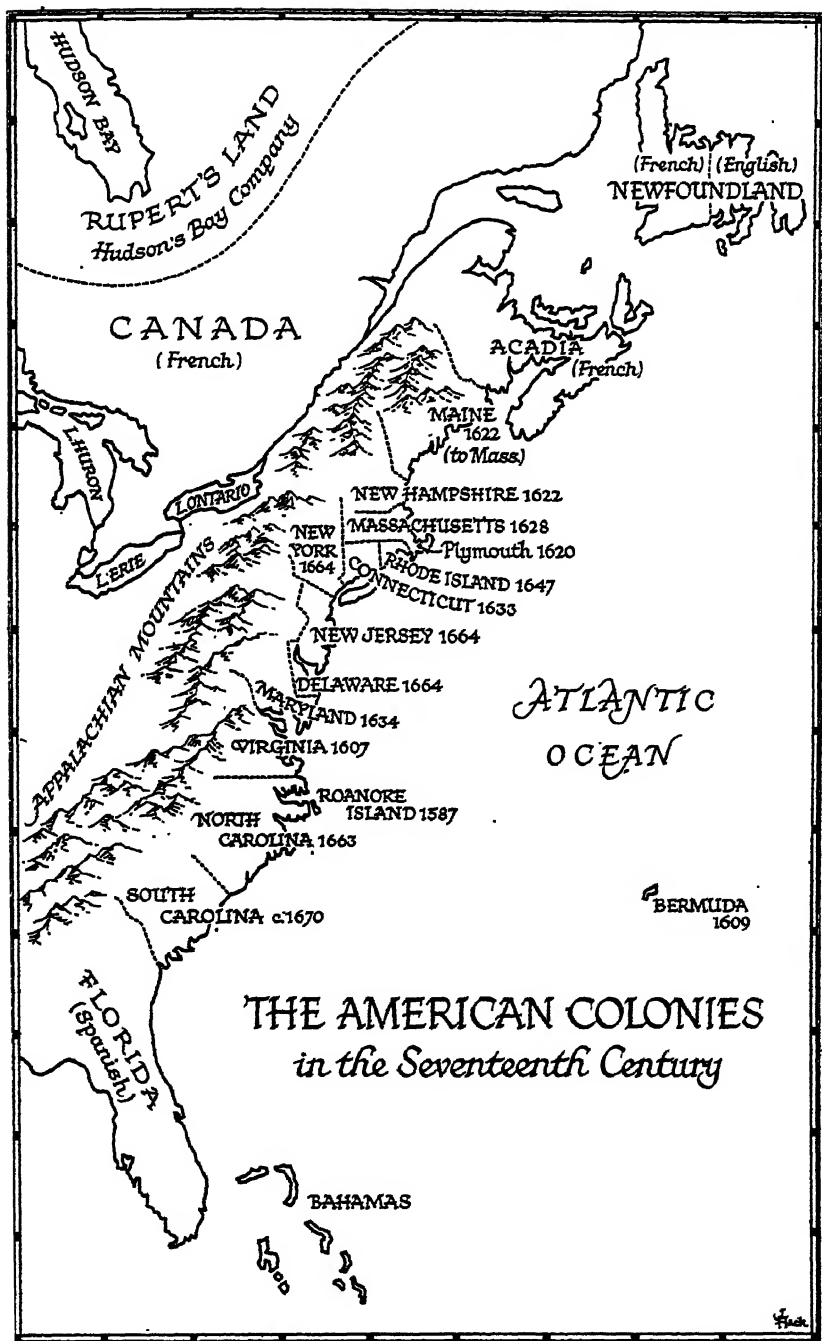 HUDSON BAY
RUPERT'S LAND
Hudson's Bay Company
(French) (English)
NEWFOUNDLAND
CANADA
(French)
ACADIA
(French)
MAINE
1622
(to Mass.)
L.HURON
L.ONTARIO
L.ERIE
NEW HAMPSHIRE 1622
MASSACHUSETTS 1628
Plymouth 1620
NEW
YORK
1664
RHODE ISLAND 1647
CONNECTICUT 1633
NEW JERSEY 1664
APPALACHIAN MOUNTAINS
DELAWARE 1664
MARYLAND 1634
VIRGINIA 1607
ATLANTIC
OCEAN
ROANOKE
ISLAND 1587
NORTH
CAROLINA 1663
SOUTH
CAROLINA c.1670
BERMUDA
1609
FLORIDA
(Spanish)
THE AMERICAN COLONIES
in the Seventeenth Century
BAHAMAS